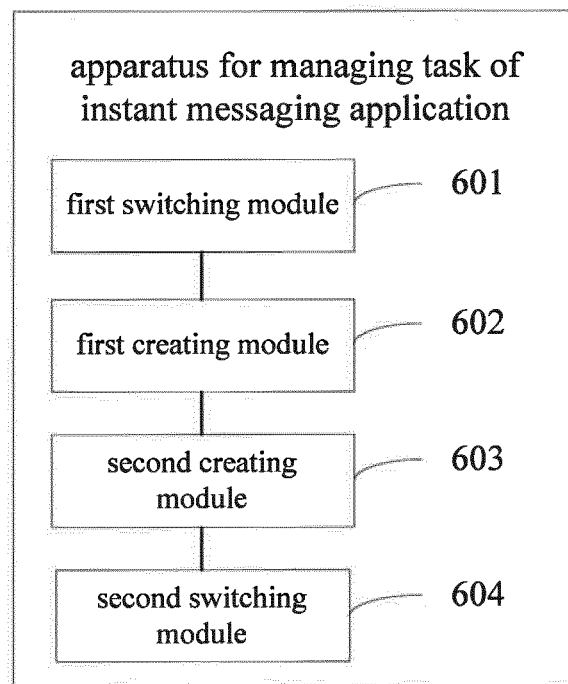 apparatus for managing task of
instant messaging application
first switching module
601
first creating module
602
second creating
module
603
second switching
module
604